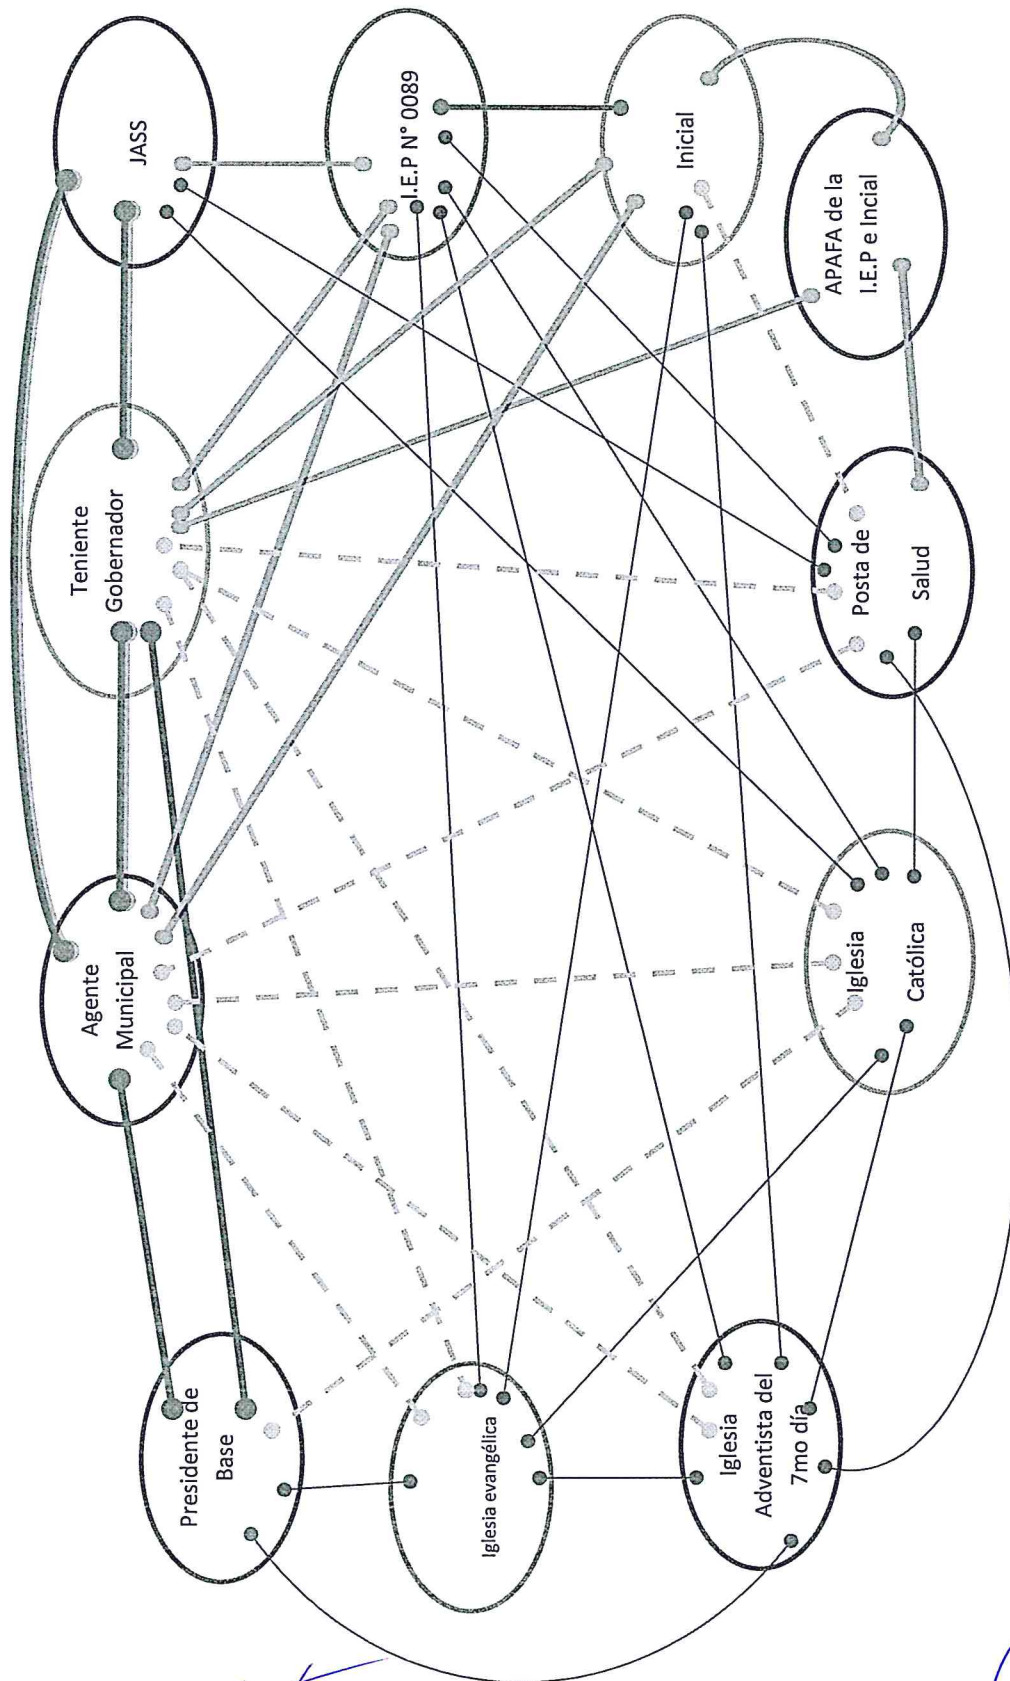 Presidente de
Base
Agente
Municipal
Teniente
Gobernador
JASS
Iglesia evangélica
I.E.P N° 0089
Inicial
Iglesia
Adventista del
7mo día
Iglesia
Católica
Posta de
Salud
APAFA de la
I.E.P e Incial